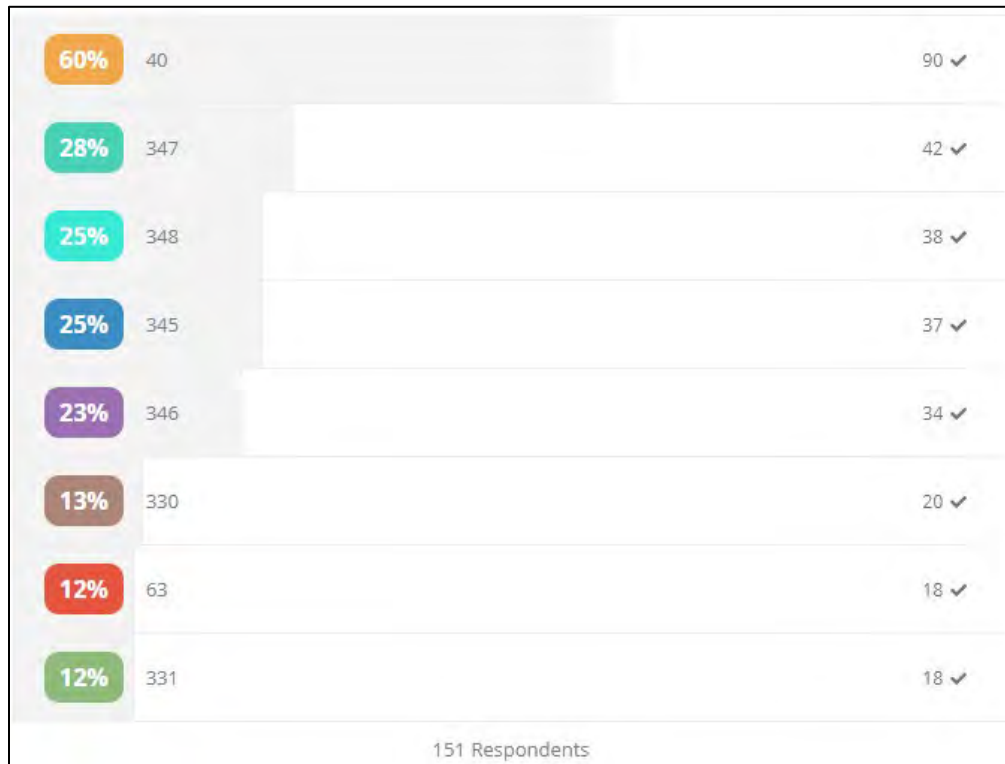 60% 40 90 ✔
28% 347 42 ✔
25% 348 38 ✔
25% 345 37 ✔
23% 346 34 ✔
13% 330 20 ✔
12% 63 18 ✔
12% 331 18 ✔
151 Respondents